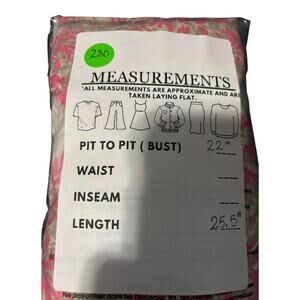 280
MEASUREMENTS
*ALL MEASUREMENTS ARE APPROXIMATE AND ARE
TAKEN LAYING FLAT.
PIT TO PIT ( BUST) 22"
WAIST
INSEAM
LENGTH 25.5"